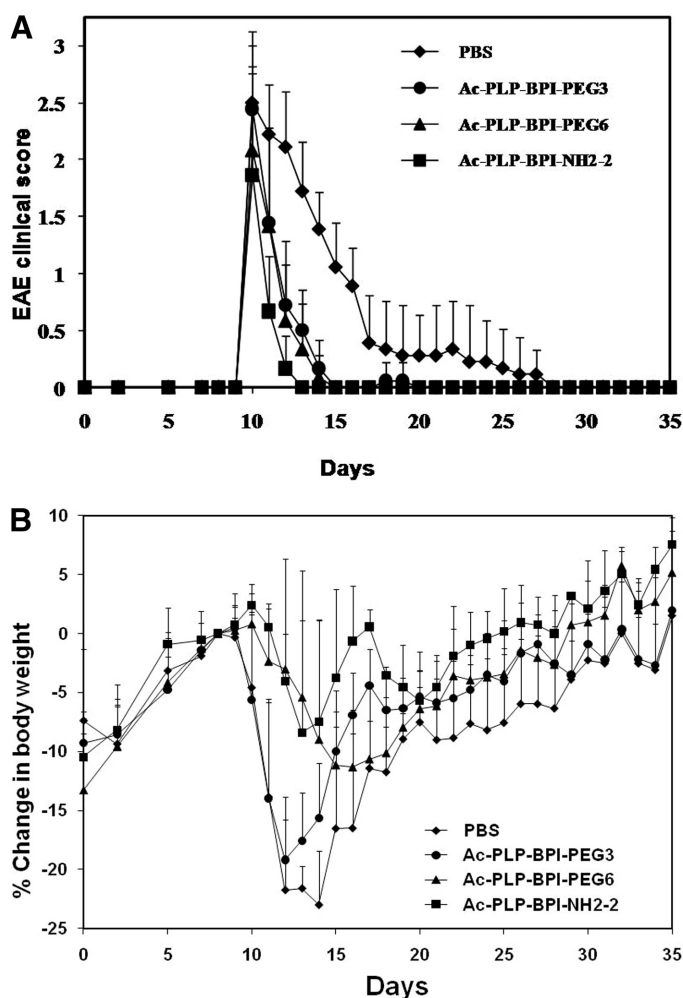 A
3
2.5
2
1.5
1
0.5
0
EAE clinical score
PBS
Ac-PLP-BPI-PEG3
Ac-PLP-BPI-PEG6
Ac-PLP-BPI-NH2-2
0 5 10 15 20 25 30 35
Days
B
10
5
0
-5
-10
-15
-20
-25
% Change in body weight
PBS
Ac-PLP-BPI-PEG3
Ac-PLP-BPI-PEG6
Ac-PLP-BPI-NH2-2
0 5 10 15 20 25 30 35
Days